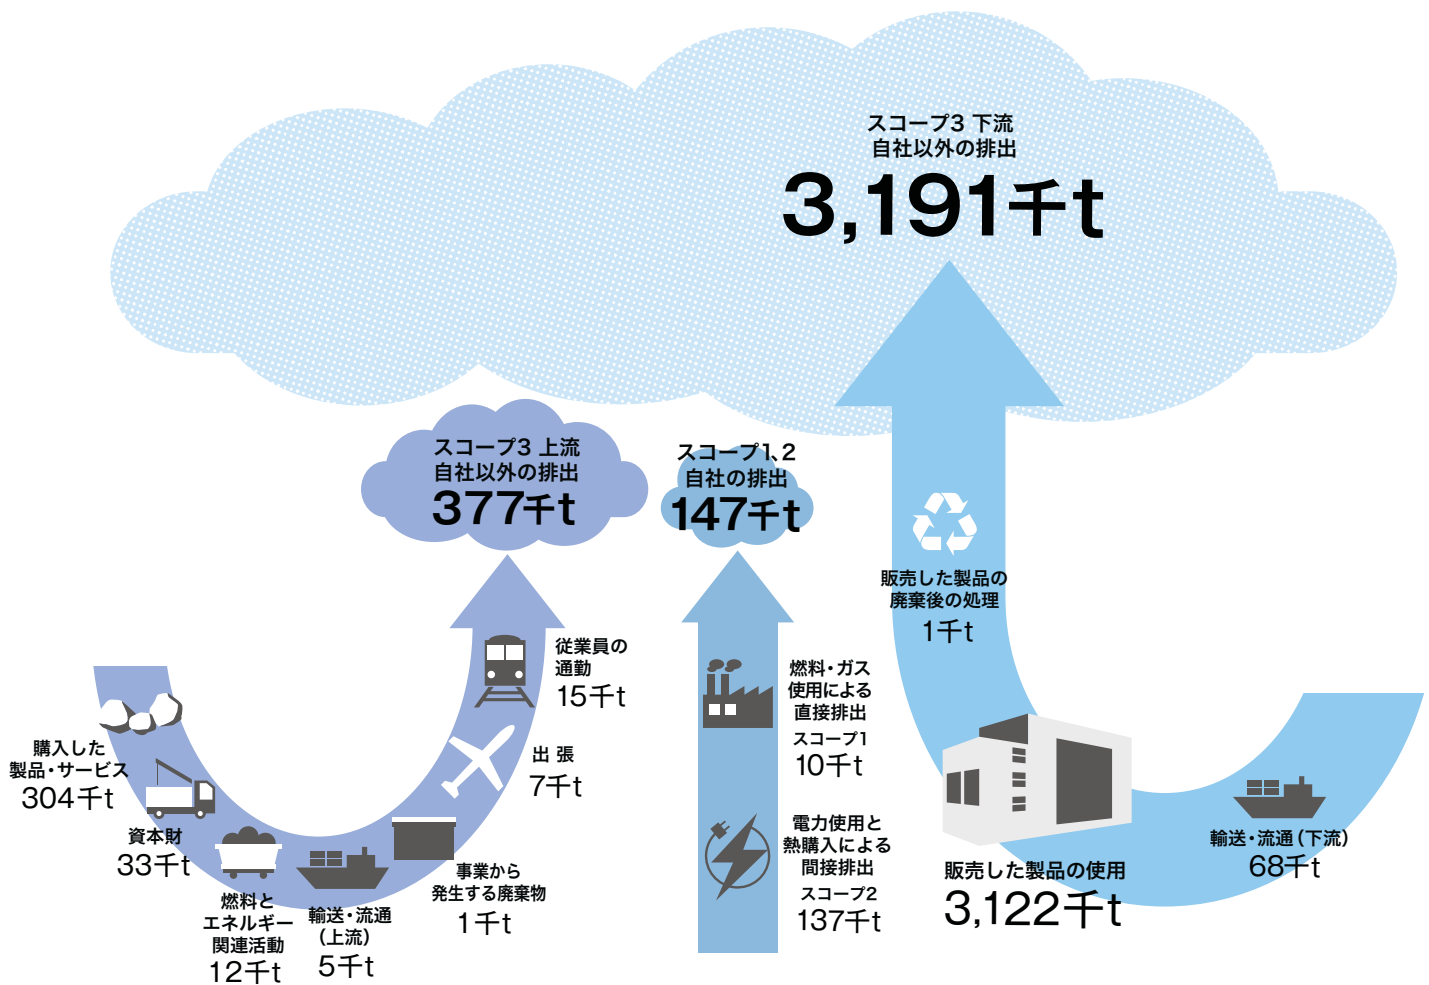 スコープ3 下流
自社以外の排出
3,191千t
スコープ3 上流
自社以外の排出
377千t
スコープ1、2
自社の排出
147千t
購入した
製品・サービス
304千t
資本財
33千t
燃料と
エネルギー
関連活動
12千t
輸送・流通
(上流)
5千t
事業から
発生する廃棄物
1千t
出 張
7千t
従業員の
通勤
15千t
燃料・ガス
使用による
直接排出
スコープ1
10千t
電力使用と
熱購入による
間接排出
スコープ2
137千t
販売した製品の
廃棄後の処理
1千t
販売した製品の使用
3,122千t
輸送・流通(下流)
68千t